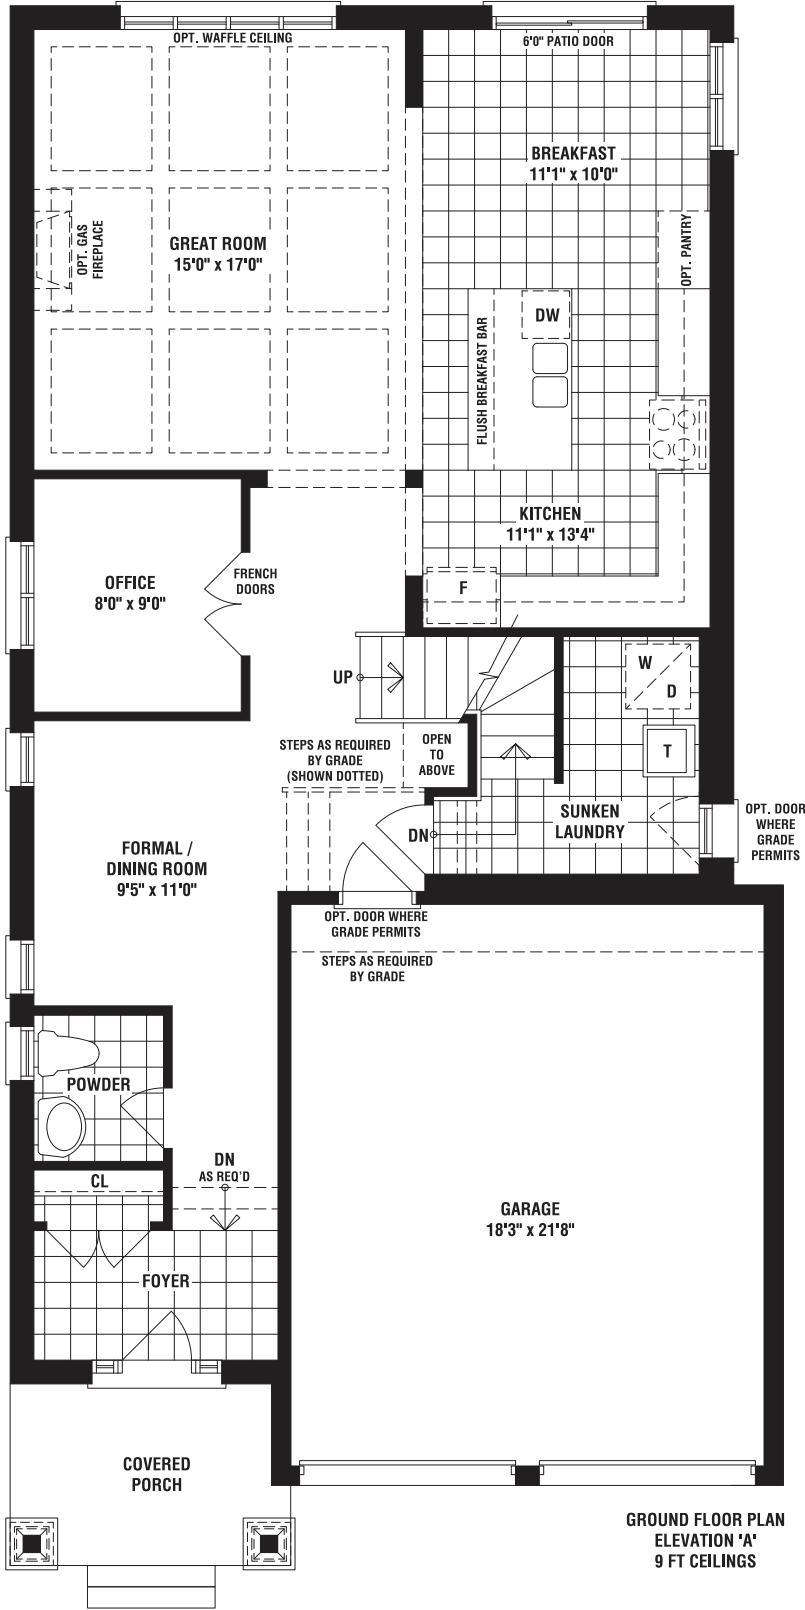 OPT. WAFFLE CEILING
6'0" PATIO DOOR
BREAKFAST
11'1" x 10'0"
GREAT ROOM
15'0" x 17'0"
OPT. GAS
FIREPLACE
OPT. PANTRY
DW
FLUSH BREAKFAST BAR
KITCHEN
11'1" x 13'4"
OFFICE
8'0" x 9'0"
FRENCH
DOORS
F
UP
W
D
T
STEPS AS REQUIRED
BY GRADE
(SHOWN DOTTED)
OPEN
TO
ABOVE
SUNKEN
LAUNDRY
DN
OPT. DOOR
WHERE
GRADE
PERMITS
FORMAL /
DINING ROOM
9'5" x 11'0"
OPT. DOOR WHERE
GRADE PERMITS
STEPS AS REQUIRED
BY GRADE
POWDER
DN
AS REQ'D
CL
GARAGE
18'3" x 21'8"
FOYER
COVERED
PORCH
GROUND FLOOR PLAN
ELEVATION 'A'
9 FT CEILINGS